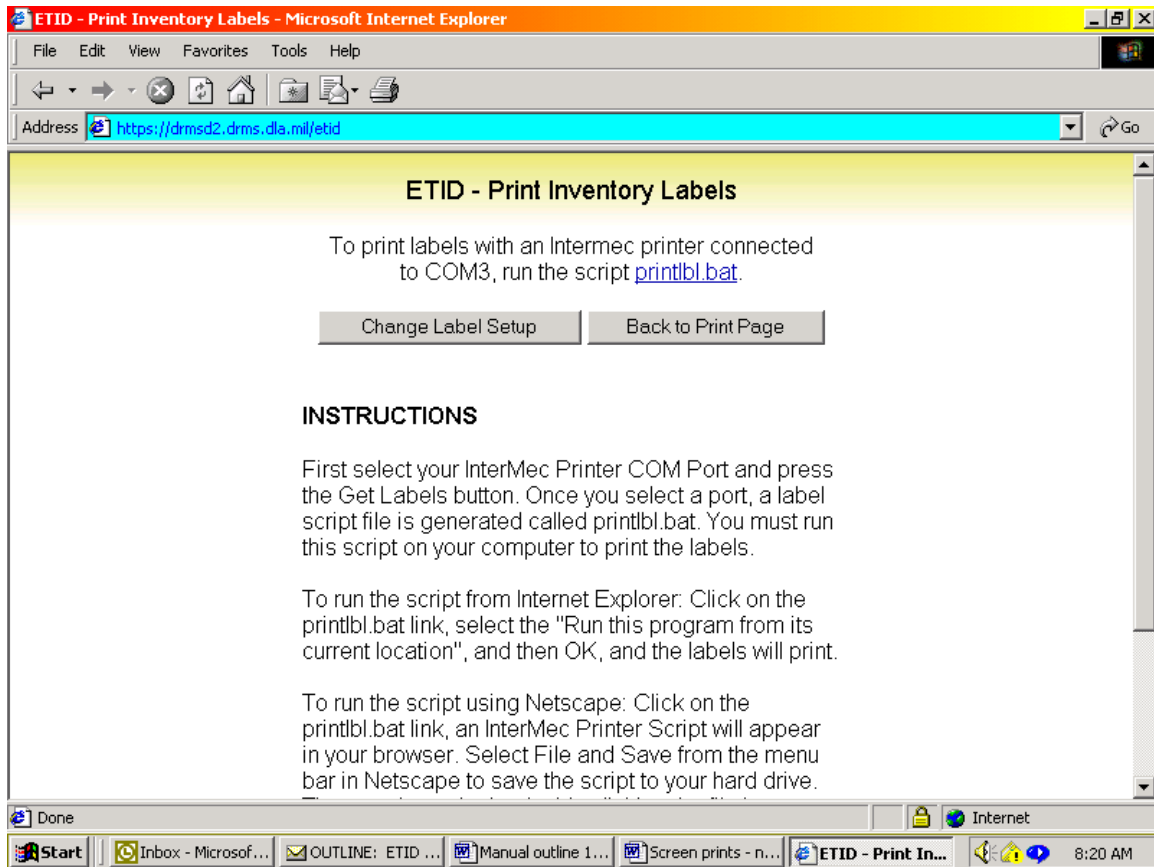 ETID - Print Inventory Labels - Microsoft Internet Explorer
File Edit View Favorites Tools Help
Address https://drmsd2.drms.dla.mil/etid Go
ETID - Print Inventory Labels
To print labels with an Intermec printer connected
to COM3, run the script printlbl.bat.
Change Label Setup Back to Print Page
INSTRUCTIONS
First select your InterMec Printer COM Port and press
the Get Labels button. Once you select a port, a label
script file is generated called printlbl.bat. You must run
this script on your computer to print the labels.
To run the script from Internet Explorer: Click on the
printlbl.bat link, select the "Run this program from its
current location", and then OK, and the labels will print.
To run the script using Netscape: Click on the
printlbl.bat link, an InterMec Printer Script will appear
in your browser. Select File and Save from the menu
bar in Netscape to save the script to your hard drive.
Done Internet
Start Inbox - Microsof... OUTLINE: ETID ... Manual outline 1... Screen prints - n... ETID - Print In... 8:20 AM